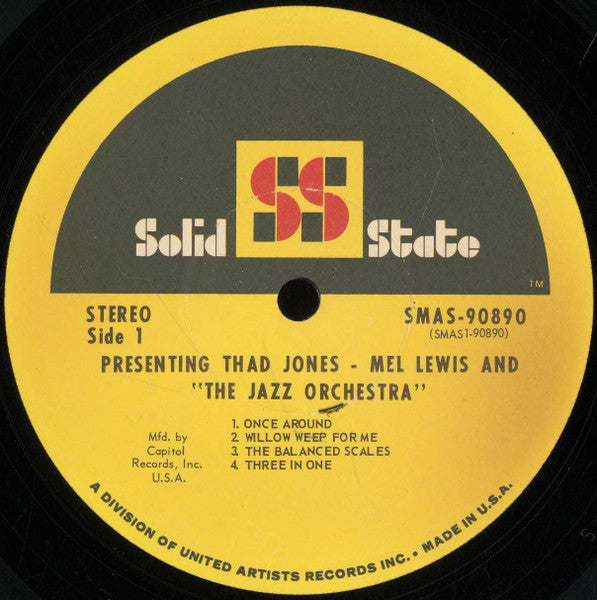 SS
Solid State
TM
STEREO
SMAS-90890
Side 1
(SMAS1-90890)
PRESENTING THAD JONES - MEL LEWIS AND
"THE JAZZ ORCHESTRA"
1. ONCE AROUND
2. WILLOW WEEP FOR ME
3. THE BALANCED SCALES
4. THREE IN ONE
Mfd. by
Capitol
Records, Inc.
U.S.A.
A DIVISION OF UNITED ARTISTS RECORDS INC. • MADE IN U.S.A.